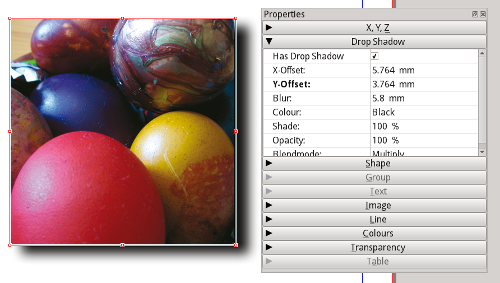 Properties
X, Y, Z
Drop Shadow
Has Drop Shadow
X-Offset: 5.764 mm
Y-Offset: 3.764 mm
Blur: 5.8 mm
Colour: Black
Shade: 100 %
Opacity: 100 %
Blendmode: Multiply
Shape
Group
Text
Image
Line
Colours
Transparency
Table